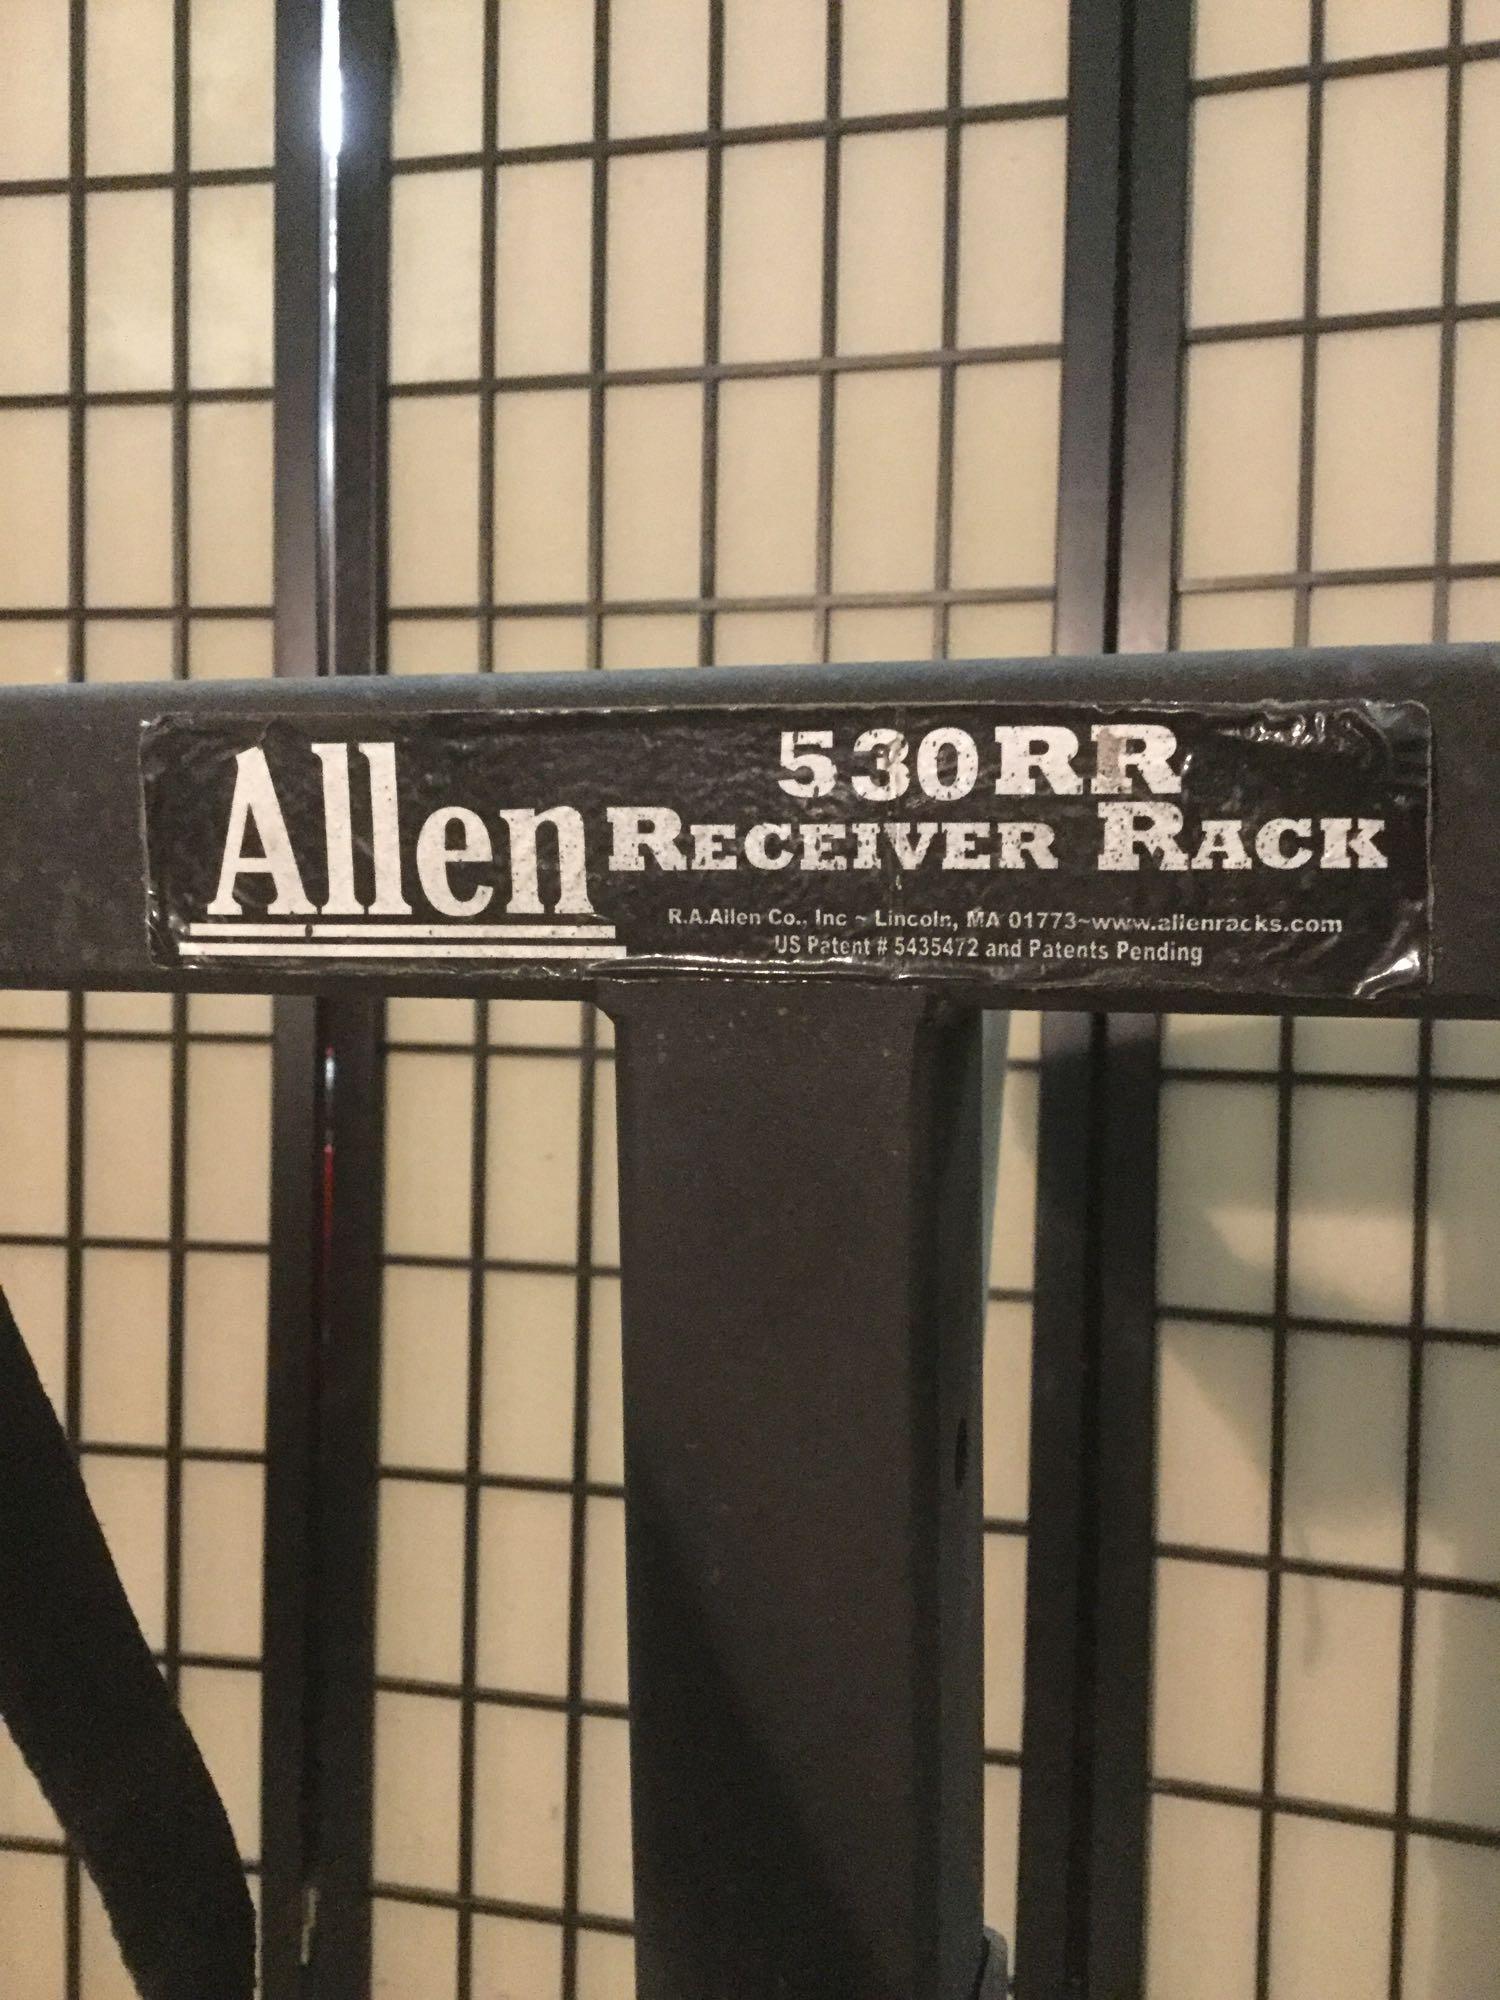 Allen
530RR
RECEIVER RACK
R.A.Allen Co., Inc ~ Lincoln, MA 01773~www.allenracks.com
US Patent # 5435472 and Patents Pending